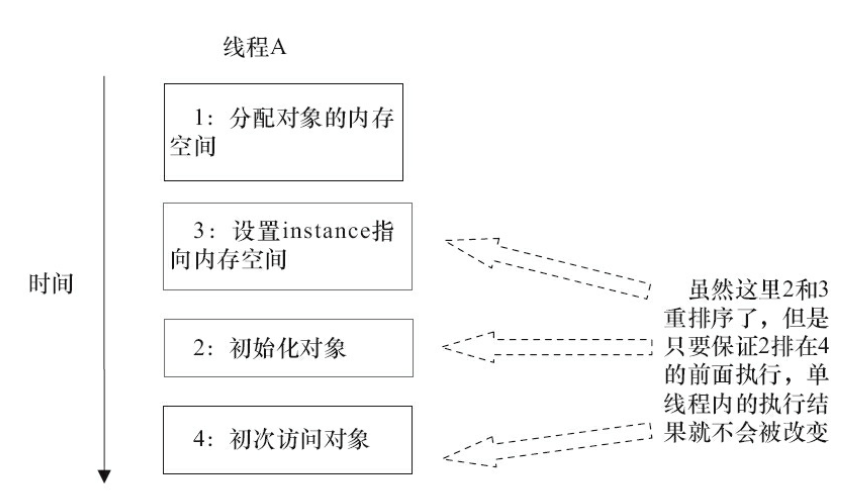 线程A
1：分配对象的内存
空间
3：设置instance指
向内存空间
时间
虽然这里2和3
重排序了，但是
只要保证2排在4
的前面执行，单
线程内的执行结
果就不会被改变
2：初始化对象
4：初次访问对象